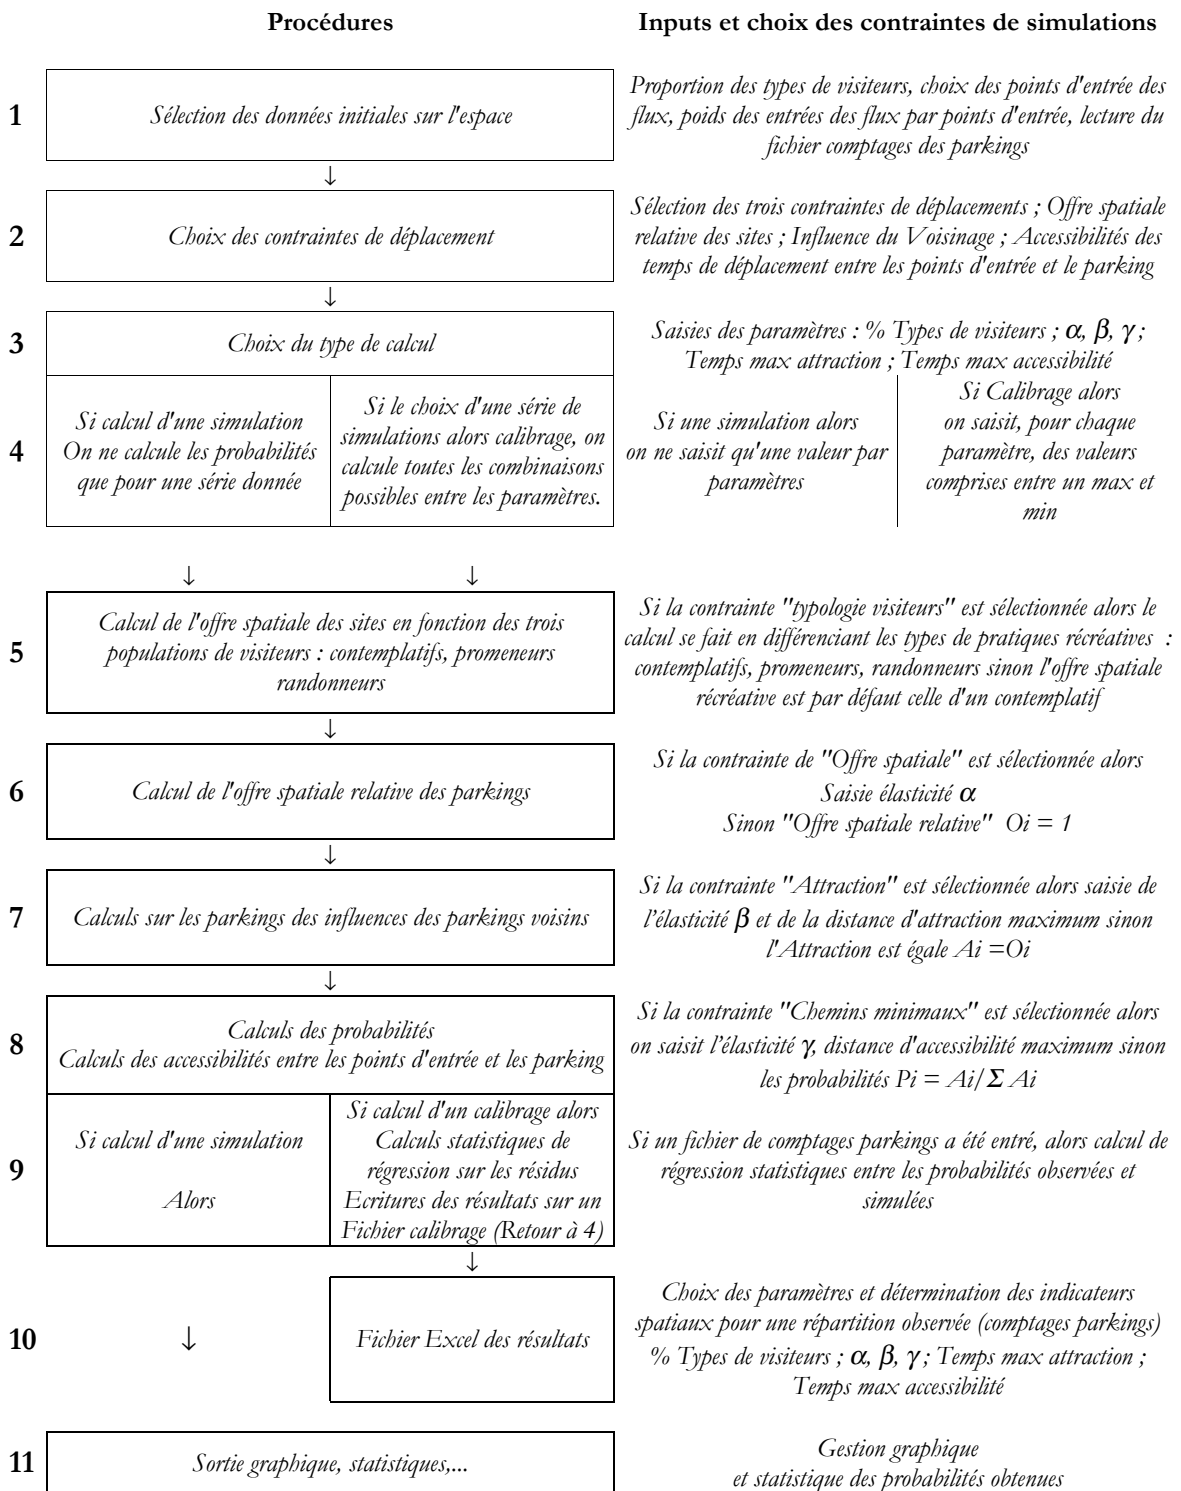 Procédures
Inputs et choix des contraintes de simulations
1
Sélection des données initiales sur l'espace
Proportion des types de visiteurs, choix des points d'entrée des
flux, poids des entrées des flux par points d'entrée, lecture du
fichier comptages des parkings
↓
2
Choix des contraintes de déplacement
Sélection des trois contraintes de déplacements ; Offre spatiale
relative des sites ; Influence du Voisinage ; Accessibilités des
temps de déplacement entre les points d'entrée et le parking
↓
3
Choix du type de calcul
Saisies des paramètres : % Types de visiteurs ; α, β, γ ;
Temps max attraction ; Temps max accessibilité
4
Si calcul d'une simulation
On ne calcule les probabilités
que pour une série donnée
Si le choix d'une série de
simulations alors calibrage, on
calcule toutes les combinaisons
possibles entre les paramètres.
Si une simulation alors
on ne saisit qu'une valeur par
paramètres
Si Calibrage alors
on saisit, pour chaque
paramètre, des valeurs
comprises entre un max et
min
↓ ↓
5
Calcul de l'offre spatiale des sites en fonction des trois
populations de visiteurs : contemplatifs, promeneurs
randonneurs
Si la contrainte "typologie visiteurs" est sélectionnée alors le
calcul se fait en différenciant les types de pratiques récréatives :
contemplatifs, promeneurs, randonneurs sinon l'offre spatiale
récréative est par défaut celle d'un contemplatif
↓
6
Calcul de l'offre spatiale relative des parkings
Si la contrainte de "Offre spatiale" est sélectionnée alors
Saisie élasticité α
Sinon "Offre spatiale relative" Oi = 1
↓
7
Calculs sur les parkings des influences des parkings voisins
Si la contrainte "Attraction" est sélectionnée alors saisie de
l'élasticité β et de la distance d'attraction maximum sinon
l'Attraction est égale Ai =Oi
↓
8
Calculs des probabilités
Calculs des accessibilités entre les points d'entrée et les parking
Si la contrainte "Chemins minimaux" est sélectionnée alors
on saisit l'élasticité γ, distance d'accessibilité maximum sinon
les probabilités Pi = Ai/Σ Ai
9
Si calcul d'une simulation
Alors
Si calcul d'un calibrage alors
Calculs statistiques de
régression sur les résidus
Ecritures des résultats sur un
Fichier calibrage (Retour à 4)
Si un fichier de comptages parkings a été entré, alors calcul de
régression statistiques entre les probabilités observées et
simulées
↓
10
↓
Fichier Excel des résultats
Choix des paramètres et détermination des indicateurs
spatiaux pour une répartition observée (comptages parkings)
% Types de visiteurs ; α, β, γ ; Temps max attraction ;
Temps max accessibilité
11
Sortie graphique, statistiques,...
Gestion graphique
et statistique des probabilités obtenues